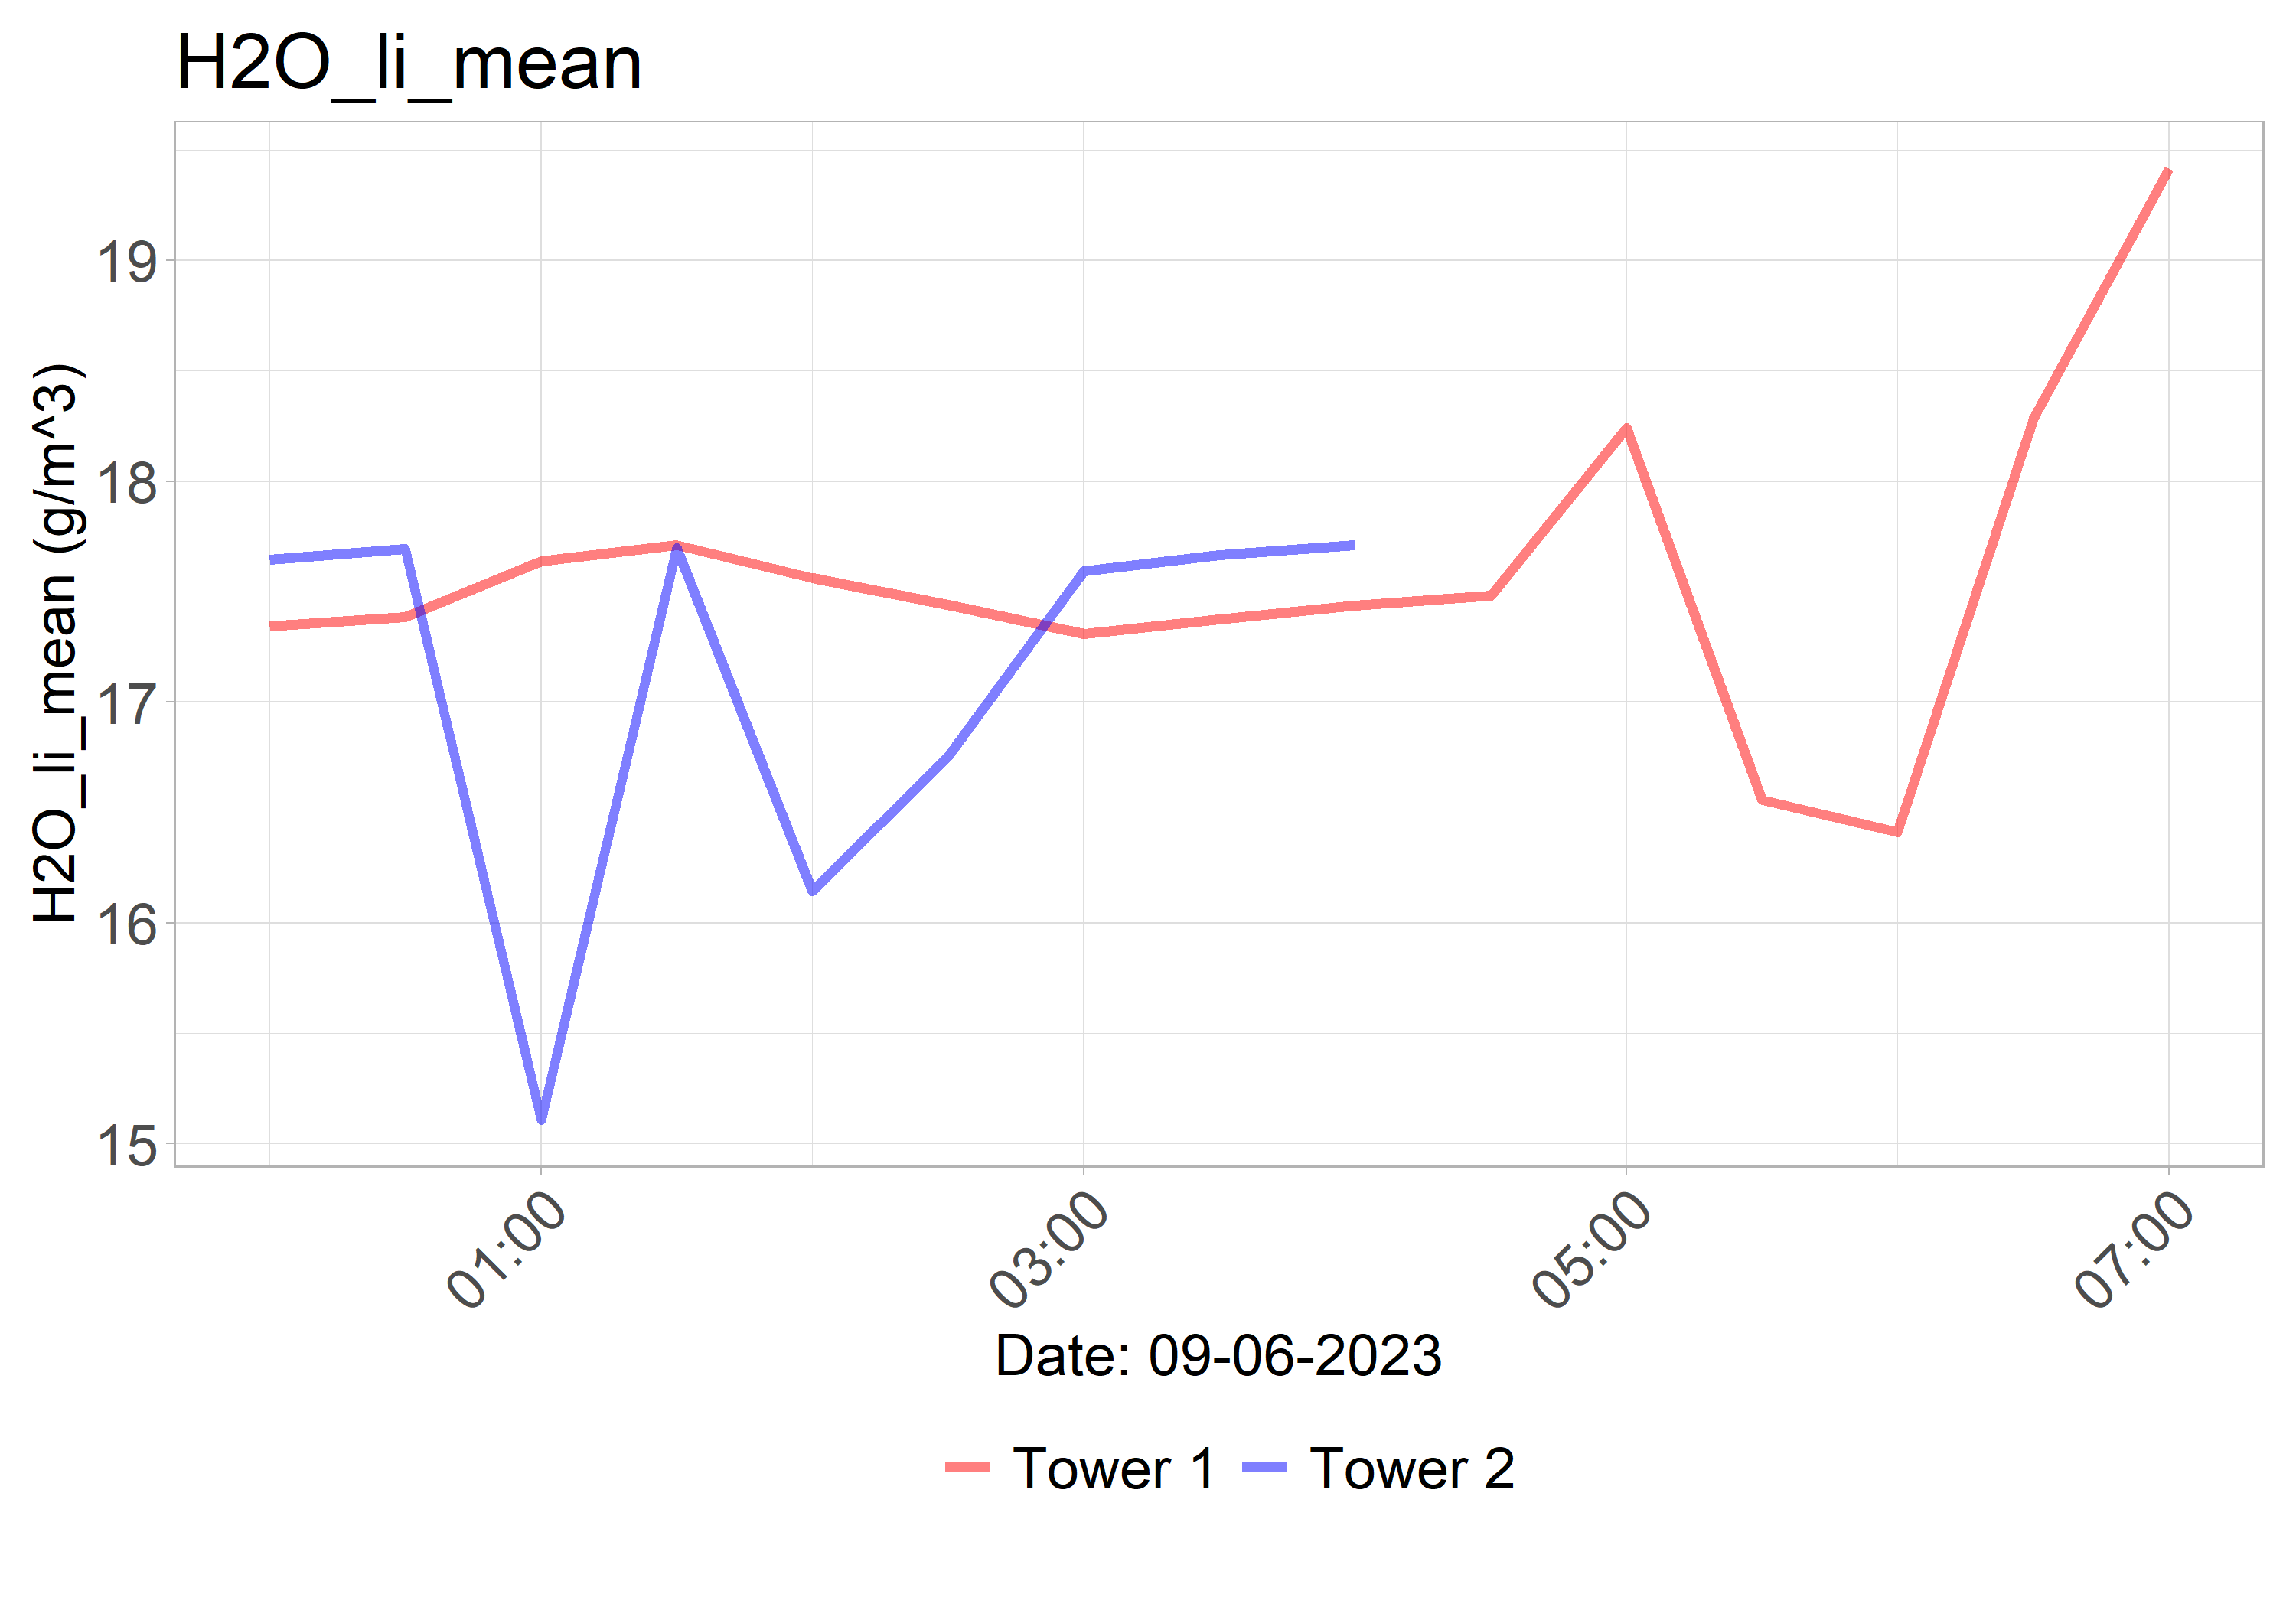 H2O_li_mean
H2O_li_mean (g/m^3)
19
18
17
16
15
01:00
03:00
05:00
07:00
Date: 09-06-2023
Tower 1
Tower 2